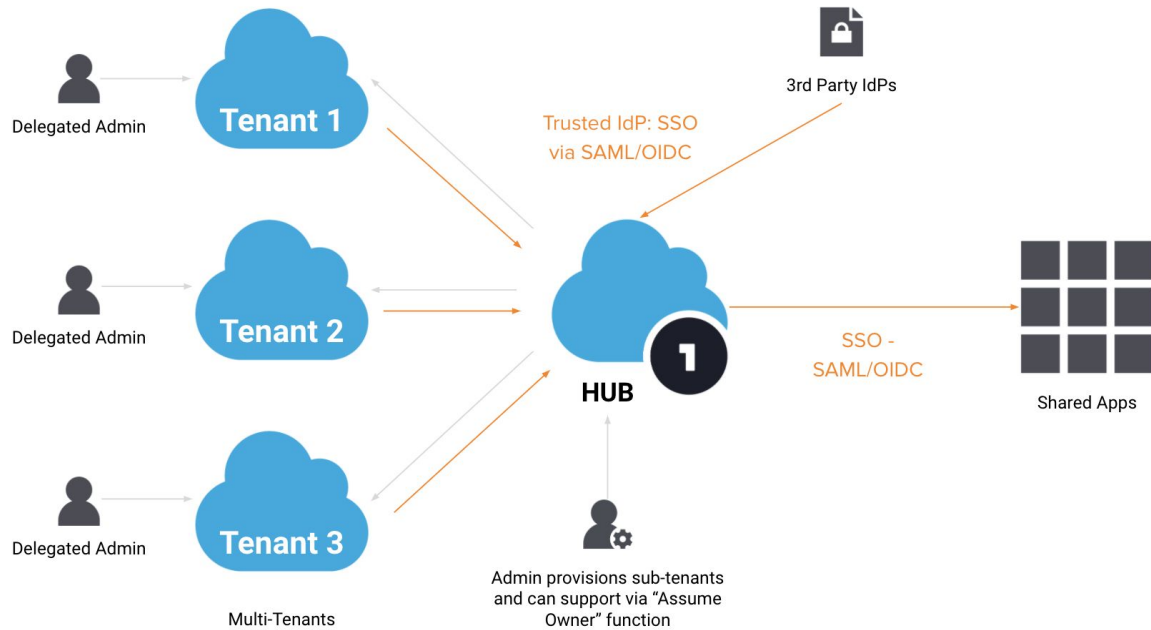 Tenant 1
Delegated Admin
3rd Party IdPs
Trusted IdP: SSO
via SAML/OIDC
Tenant 2
Delegated Admin
1
HUB
SSO -
SAML/OIDC
Shared Apps
Tenant 3
Delegated Admin
Multi-Tenants
Admin provisions sub-tenants
and can support via “Assume
Owner” function